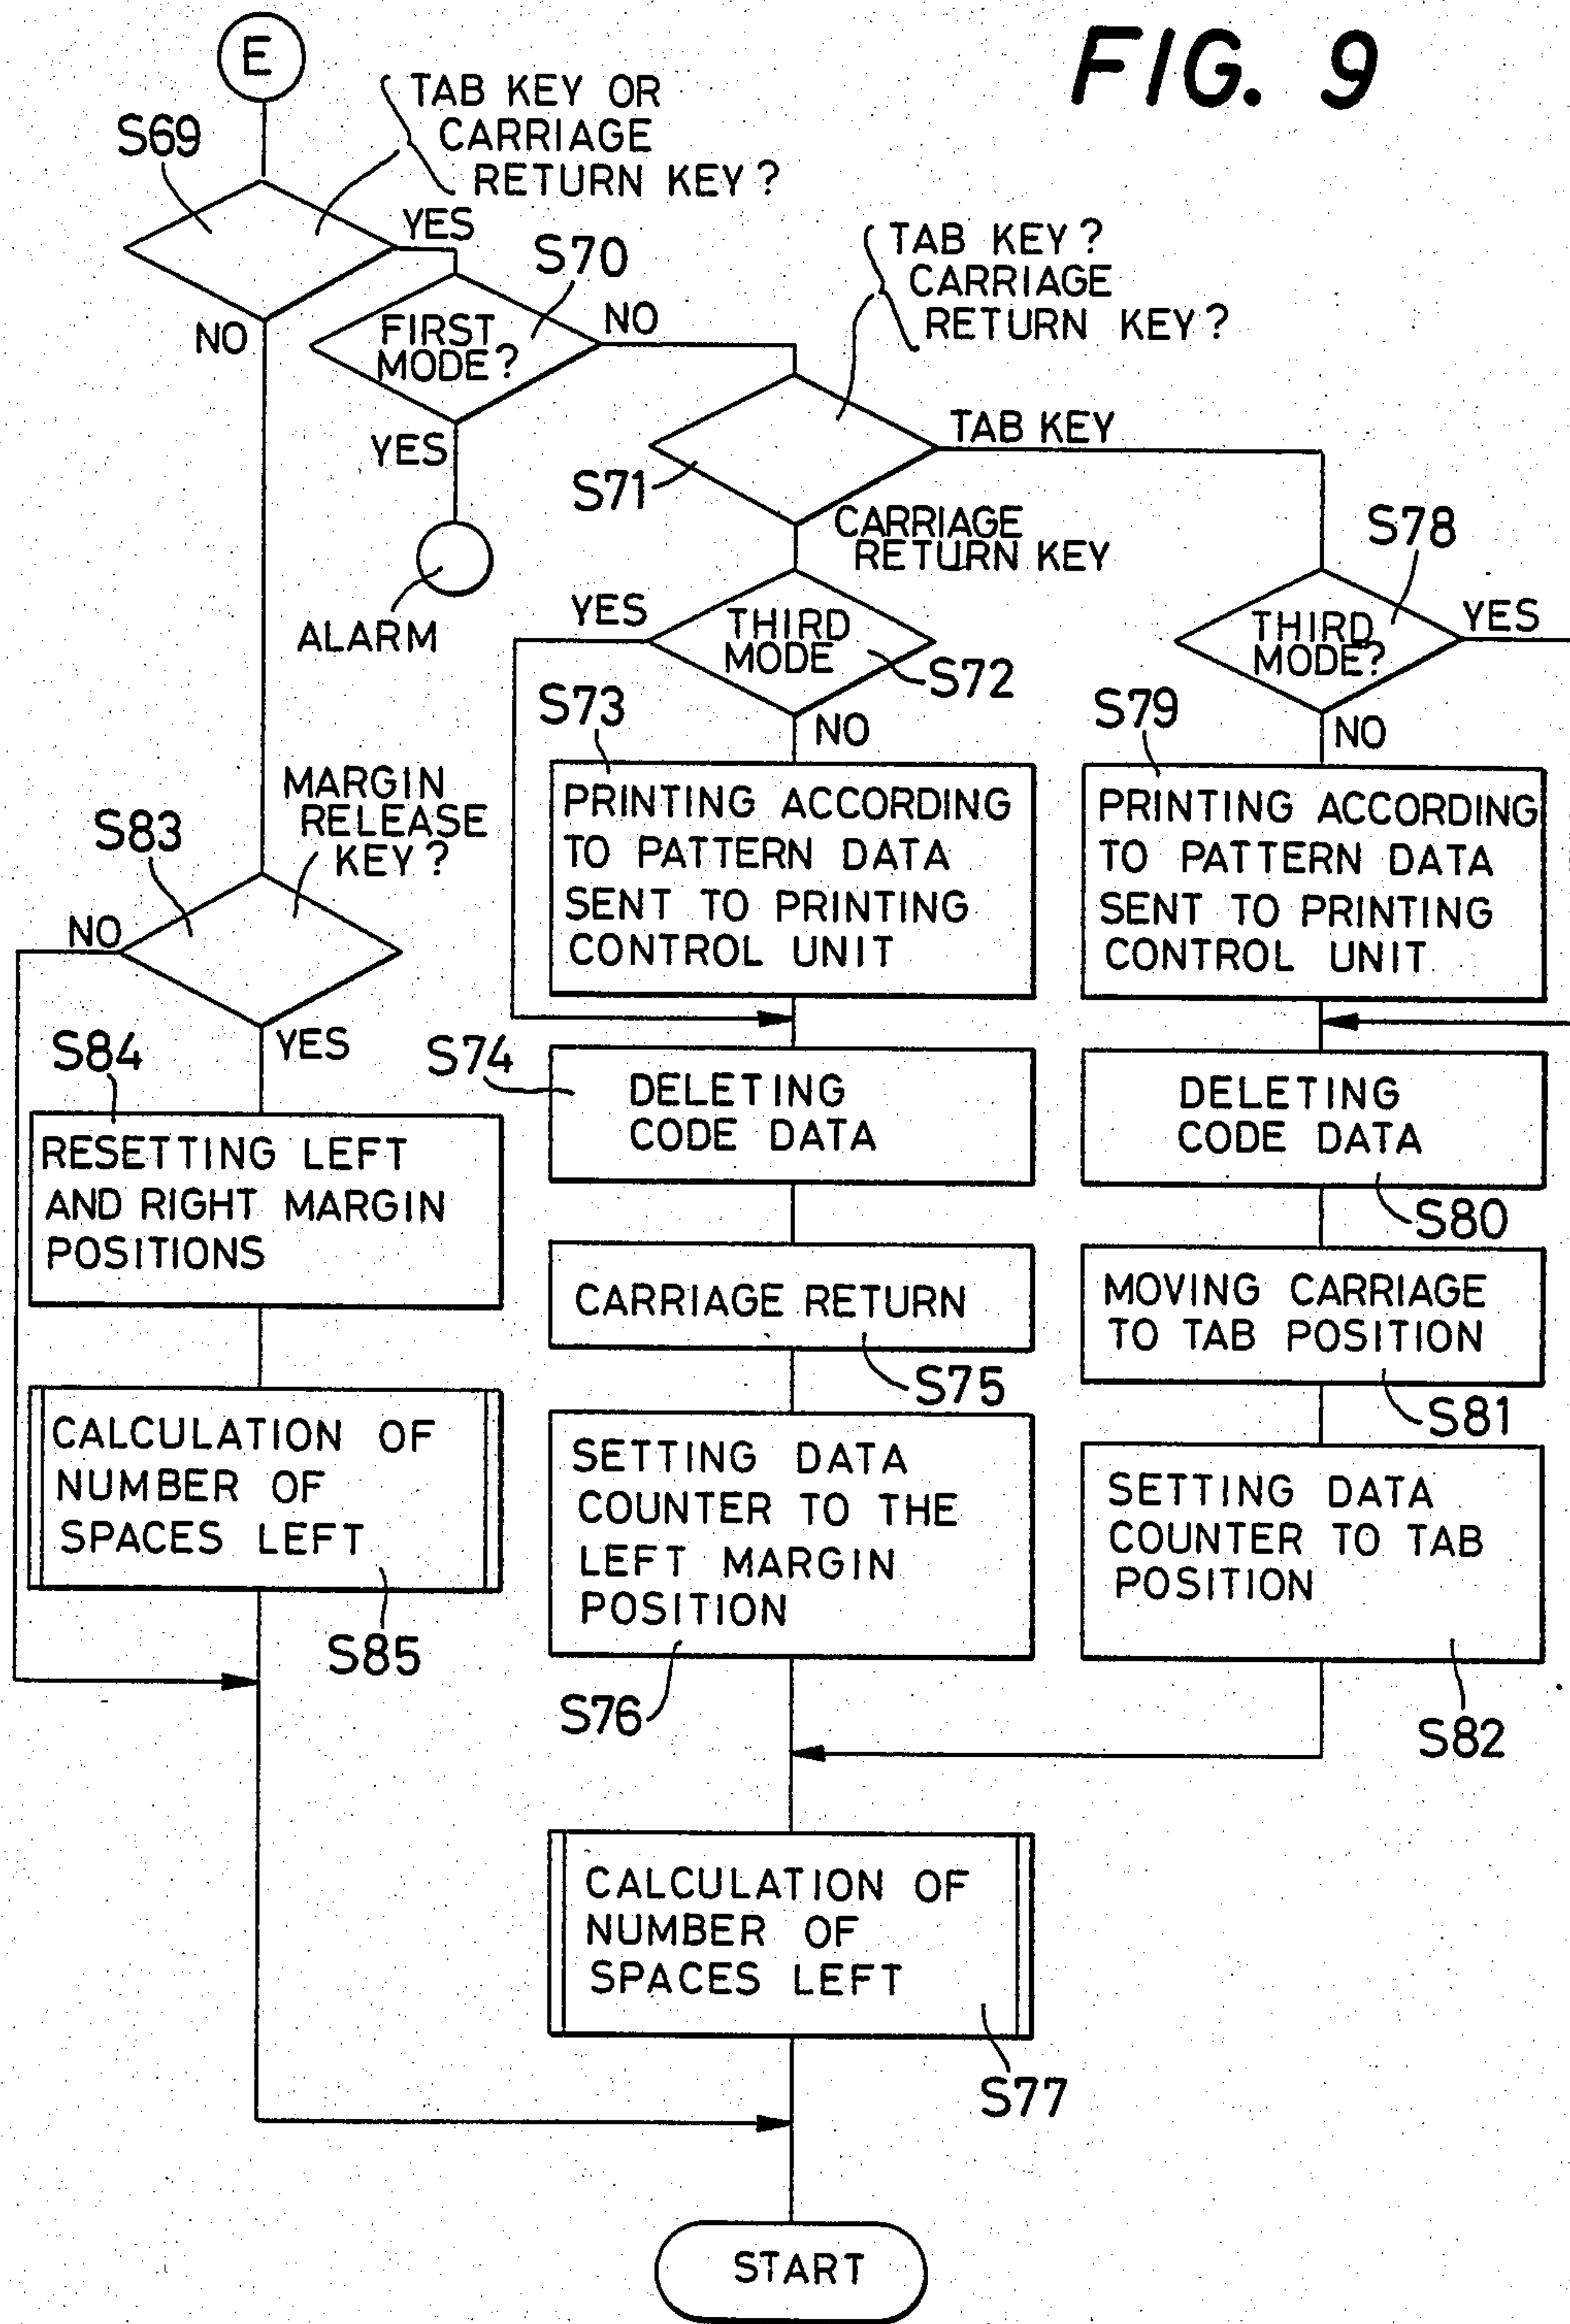 FIG. 9
E
S69
TAB KEY OR
CARRIAGE
RETURN KEY?
YES
NO
S70
FIRST
MODE?
NO
YES
ALARM
TAB KEY?
CARRIAGE
RETURN KEY?
S71
TAB KEY
CARRIAGE
RETURN KEY
YES
THIRD
MODE
S72
NO
S73
PRINTING ACCORDING
TO PATTERN DATA
SENT TO PRINTING
CONTROL UNIT
S74
DELETING
CODE DATA
CARRIAGE RETURN
S75
SETTING DATA
COUNTER TO THE
LEFT MARGIN
POSITION
S76
CALCULATION OF
NUMBER OF
SPACES LEFT
S77
S78
THIRD
MODE?
YES
NO
S79
PRINTING ACCORDING
TO PATTERN DATA
SENT TO PRINTING
CONTROL UNIT
DELETING
CODE DATA
S80
MOVING CARRIAGE
TO TAB POSITION
S81
SETTING DATA
COUNTER TO TAB
POSITION
S82
S83
MARGIN
RELEASE
KEY?
NO
YES
S84
RESETTING LEFT
AND RIGHT MARGIN
POSITIONS
CALCULATION OF
NUMBER OF
SPACES LEFT
S85
START